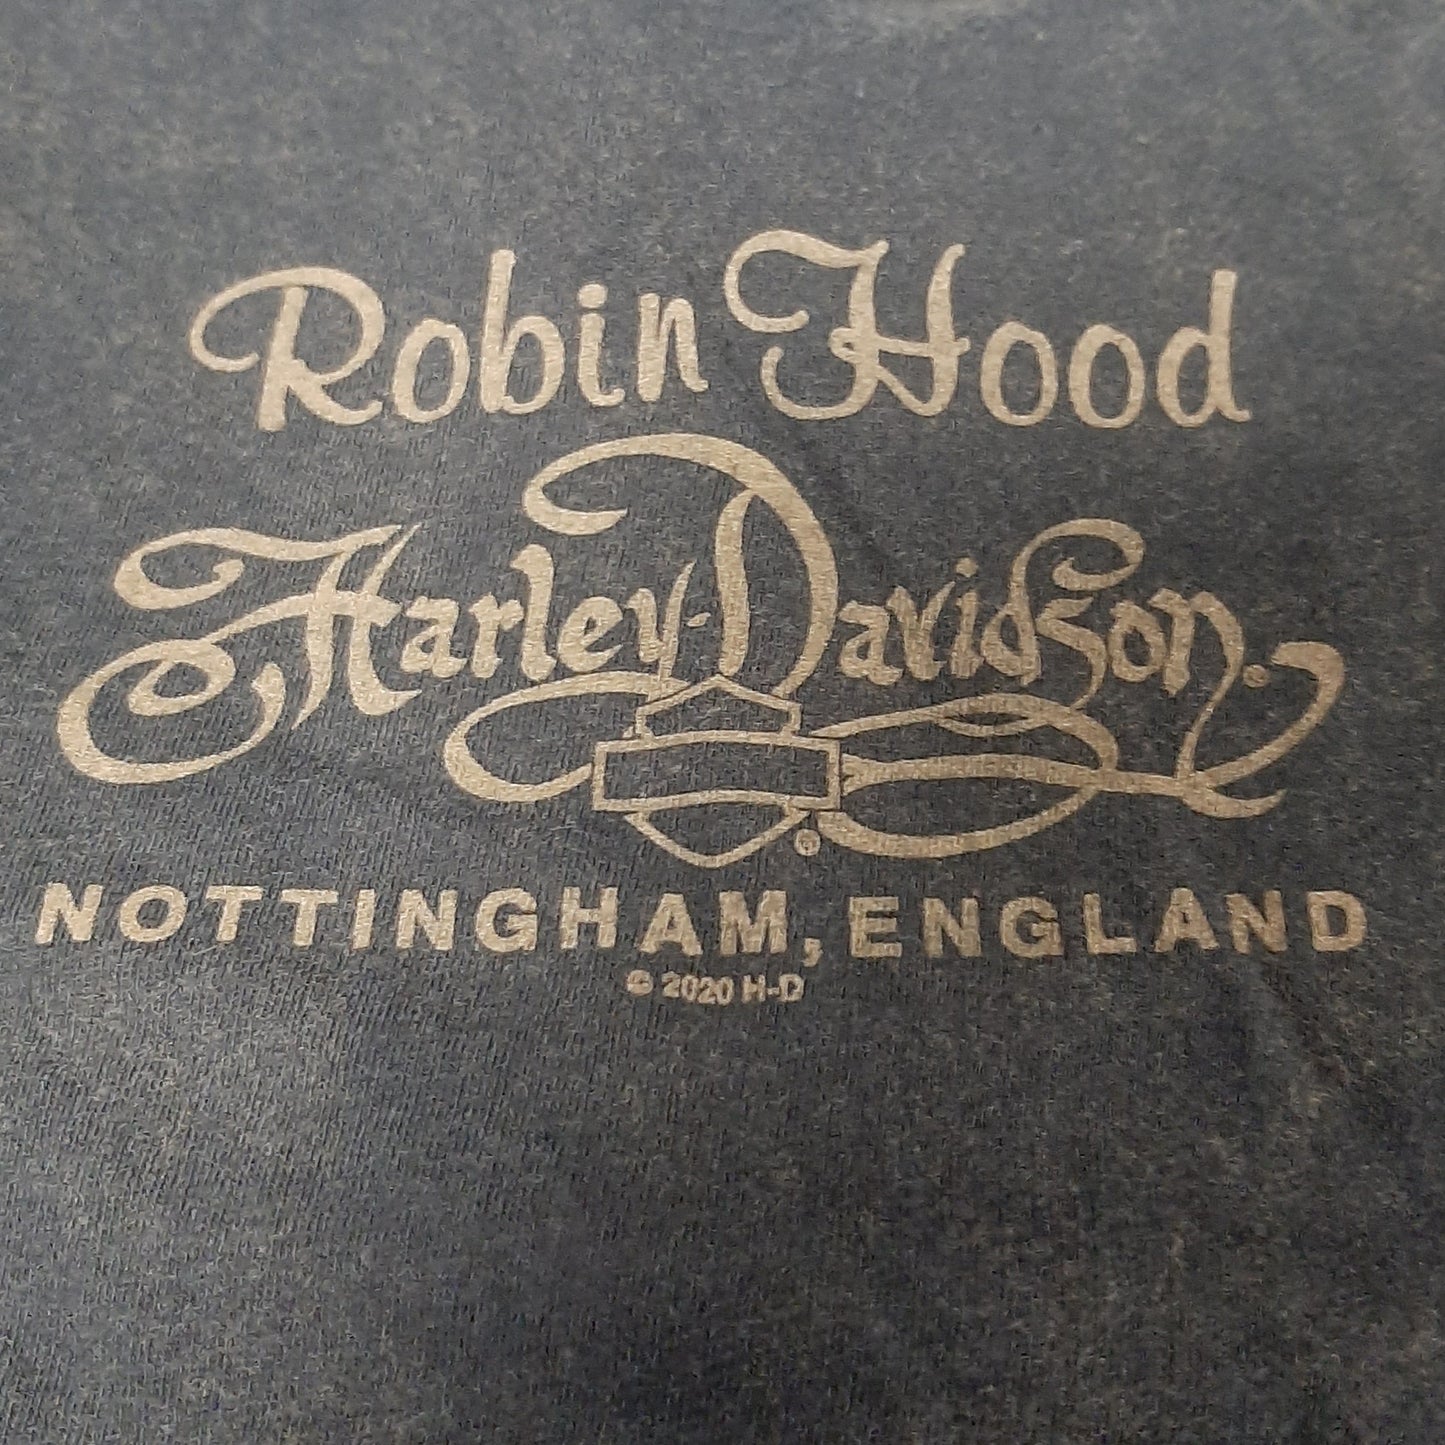 Robin Hood
Harley-Davidson®
®
NOTTINGHAM, ENGLAND
© 2020 H-D